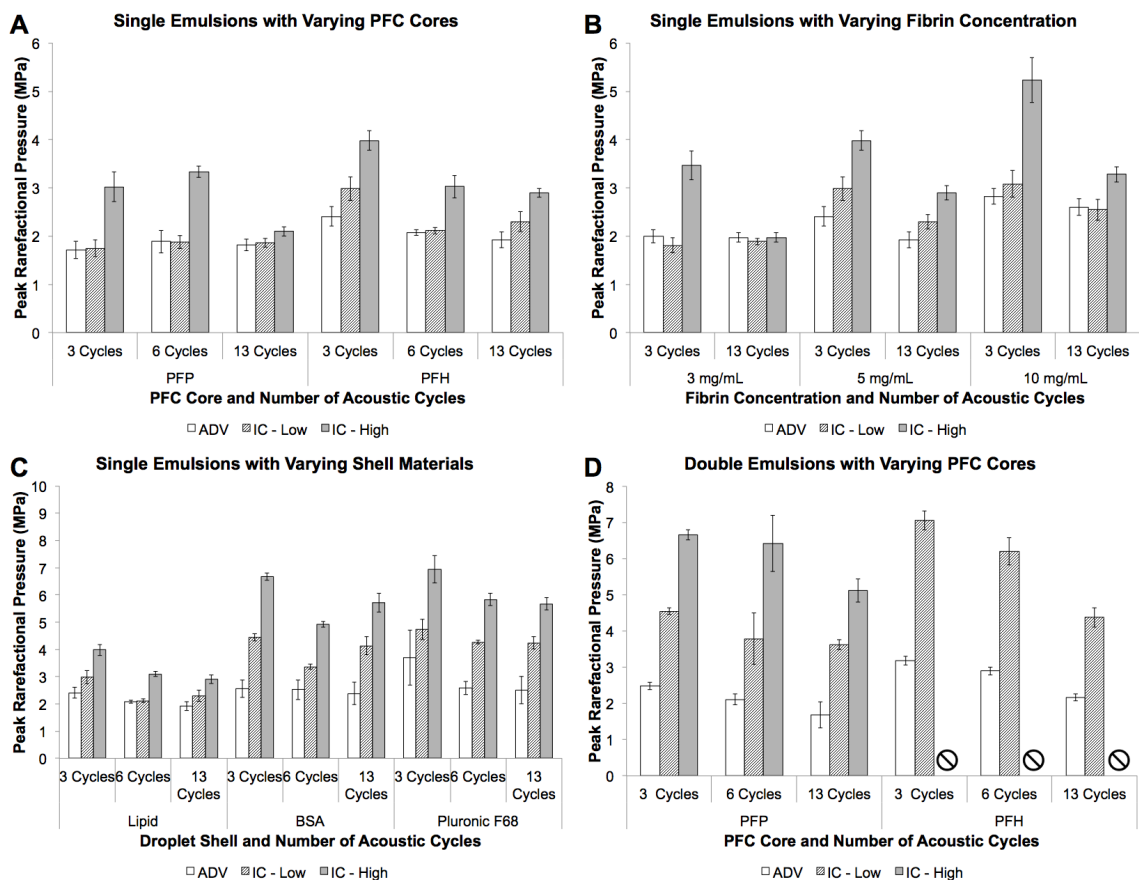 A Single Emulsions with Varying PFC Cores
Peak Rarefactional Pressure (MPa)
6
5
4
3
2
1
0
3 Cycles 6 Cycles 13 Cycles 3 Cycles 6 Cycles 13 Cycles
PFP PFH
PFC Core and Number of Acoustic Cycles
ADV IC - Low IC - High
B Single Emulsions with Varying Fibrin Concentration
Peak Rarefactional Pressure (MPa)
6
5
4
3
2
1
0
3 Cycles 13 Cycles 3 Cycles 13 Cycles 3 Cycles 13 Cycles
3 mg/mL 5 mg/mL 10 mg/mL
Fibrin Concentration and Number of Acoustic Cycles
ADV IC - Low IC - High
C Single Emulsions with Varying Shell Materials
Peak Rarefactional Pressure (MPa)
10
9
8
7
6
5
4
3
2
1
0
3 Cycles 6 Cycles 13 Cycles 3 Cycles 6 Cycles 13 Cycles 3 Cycles 6 Cycles 13 Cycles
Lipid BSA Pluronic F68
Droplet Shell and Number of Acoustic Cycles
ADV IC - Low IC - High
D Double Emulsions with Varying PFC Cores
Peak Rarefactional Pressure (MPa)
8
7
6
5
4
3
2
1
0
3 Cycles 6 Cycles 13 Cycles 3 Cycles 6 Cycles 13 Cycles
PFP PFH
PFC Core and Number of Acoustic Cycles
ADV IC - Low IC - High